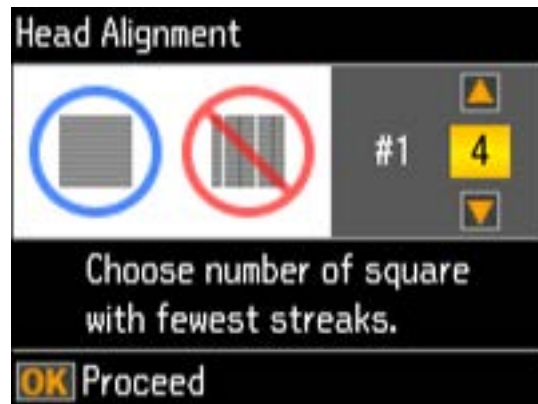 Head Alignment
#1 4
Choose number of square
with fewest streaks.
OK Proceed